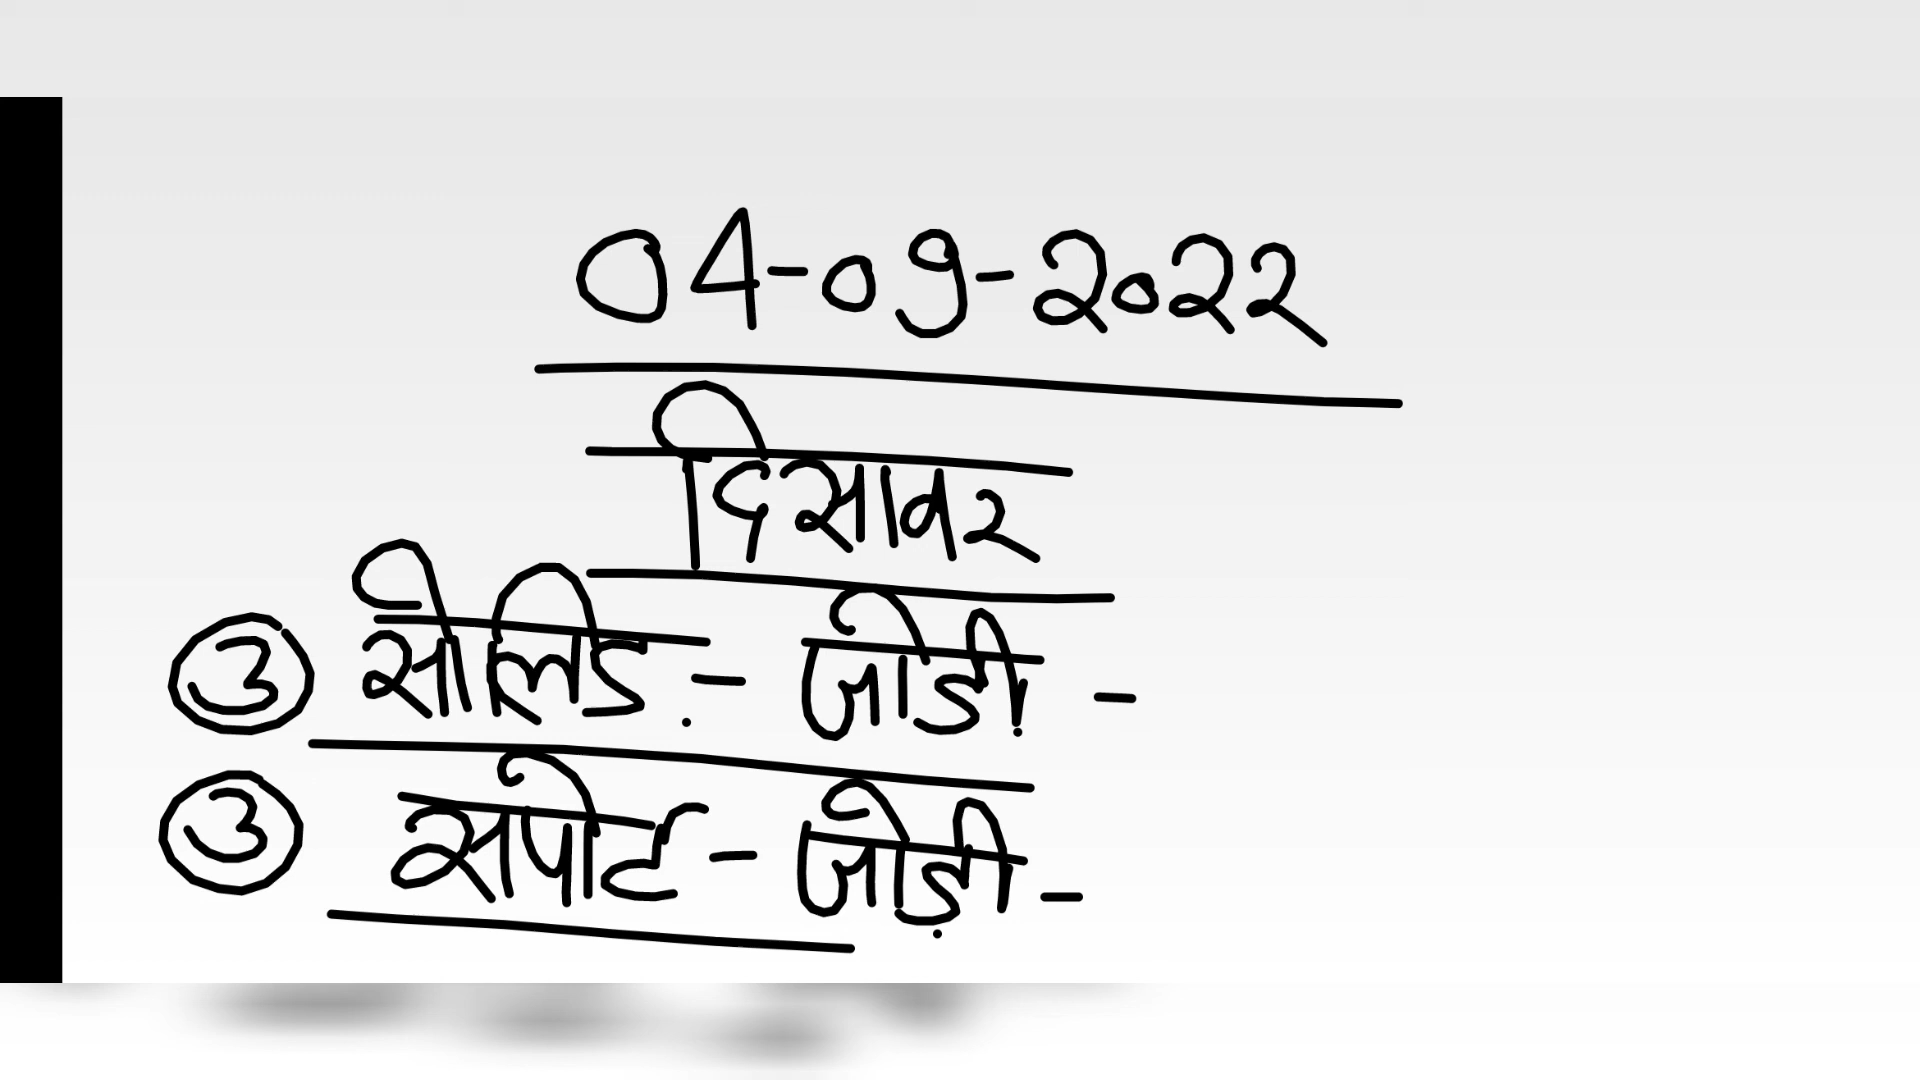 04-09-2022
दिसावर
3 सोलिड - जोड़ी -
3 सपोर्ट - जोड़ी -